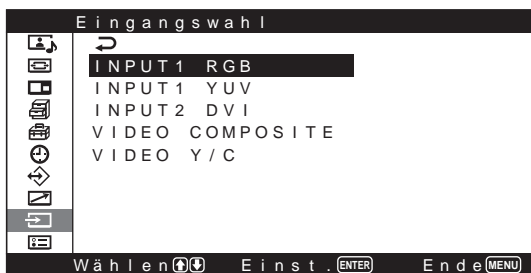 Eingangswahl
INPUT1 RGB
INPUT1 YUV
INPUT2 DVI
VIDEO COMPOSITE
VIDEO Y/C
Wählen Einst. ENTER Ende MENU